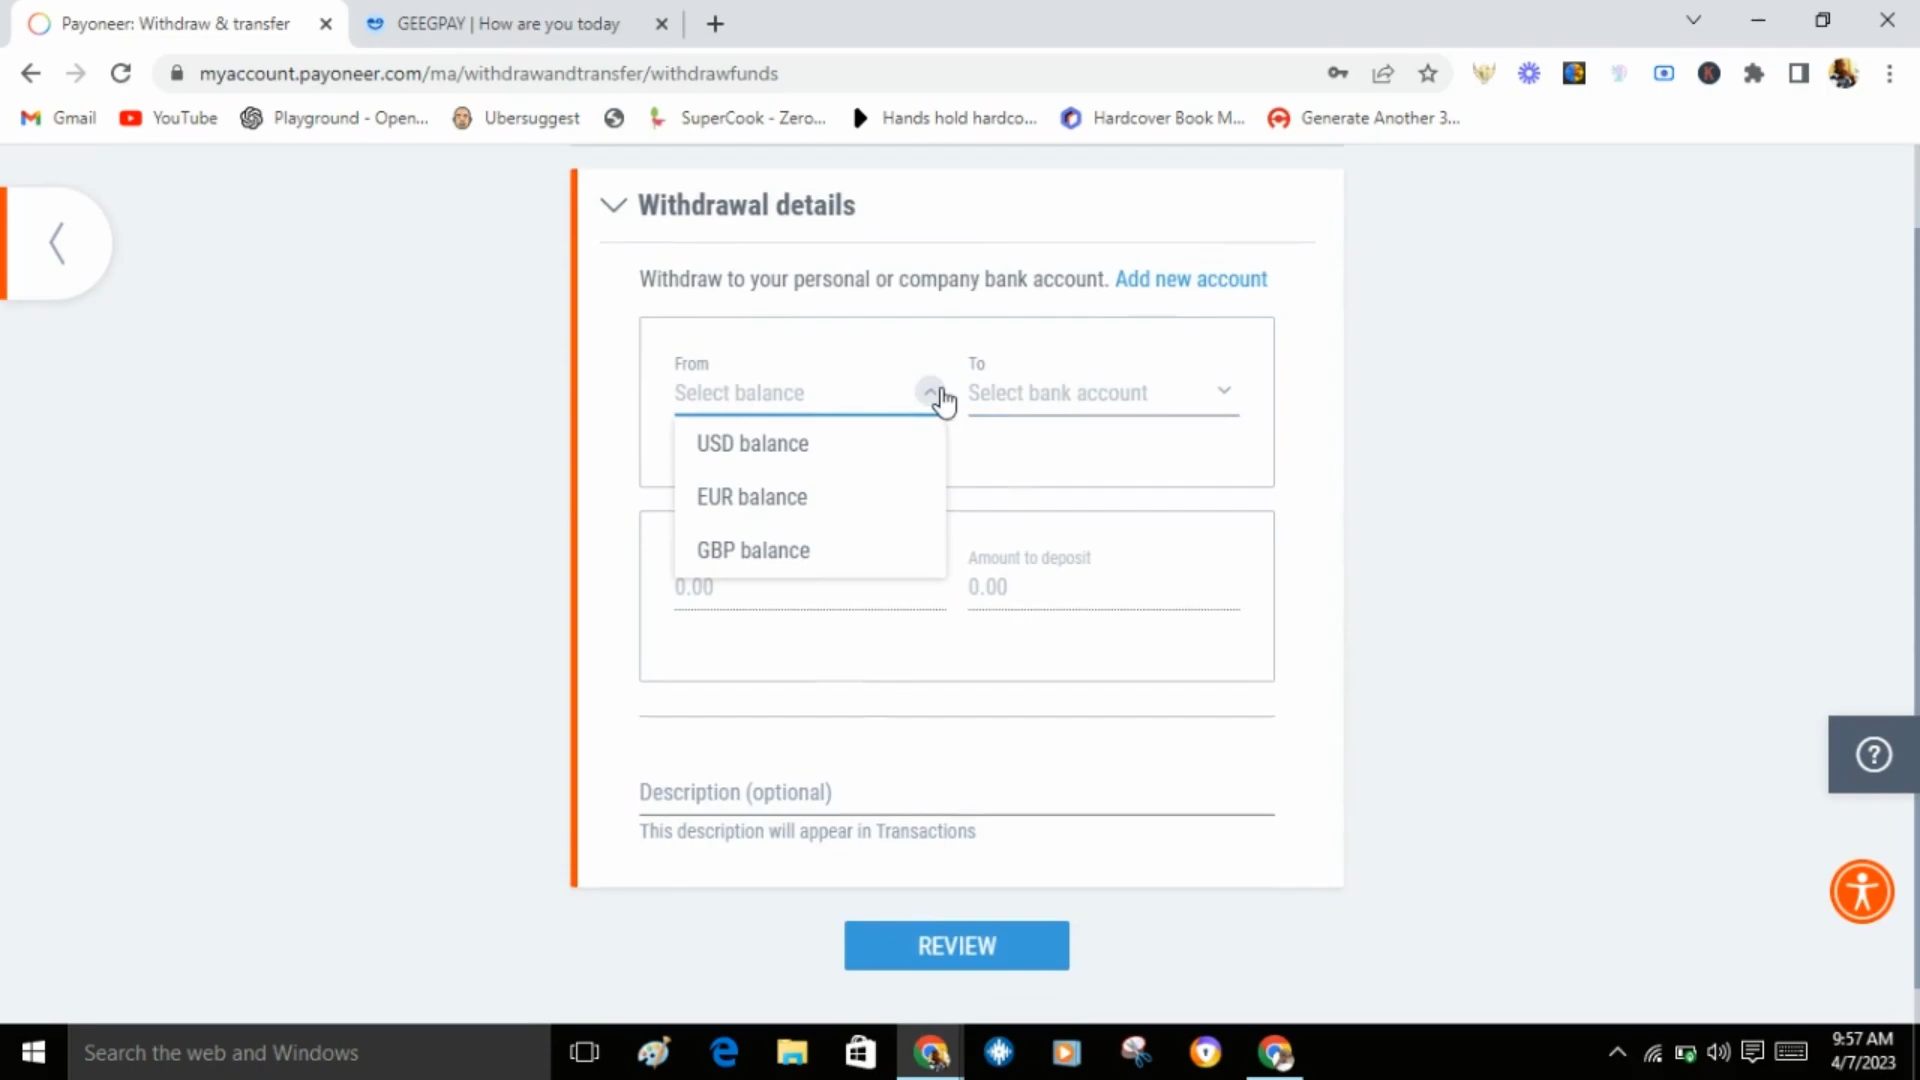 Payoneer: Withdraw & transfer
GEEGPAY | How are you today
myaccount.payoneer.com/ma/withdrawandtransfer/withdrawfunds
Gmail
YouTube
Playground - Open...
Ubersuggest
SuperCook - Zero...
Hands hold hardco...
Hardcover Book M...
Generate Another 3...
Withdrawal details
Withdraw to your personal or company bank account. Add new account
From
To
Select balance
Select bank account
USD balance
EUR balance
GBP balance
Amount to deposit
0.00
0.00
Description (optional)
This description will appear in Transactions
REVIEW
Search the web and Windows
9:57 AM
4/7/2023